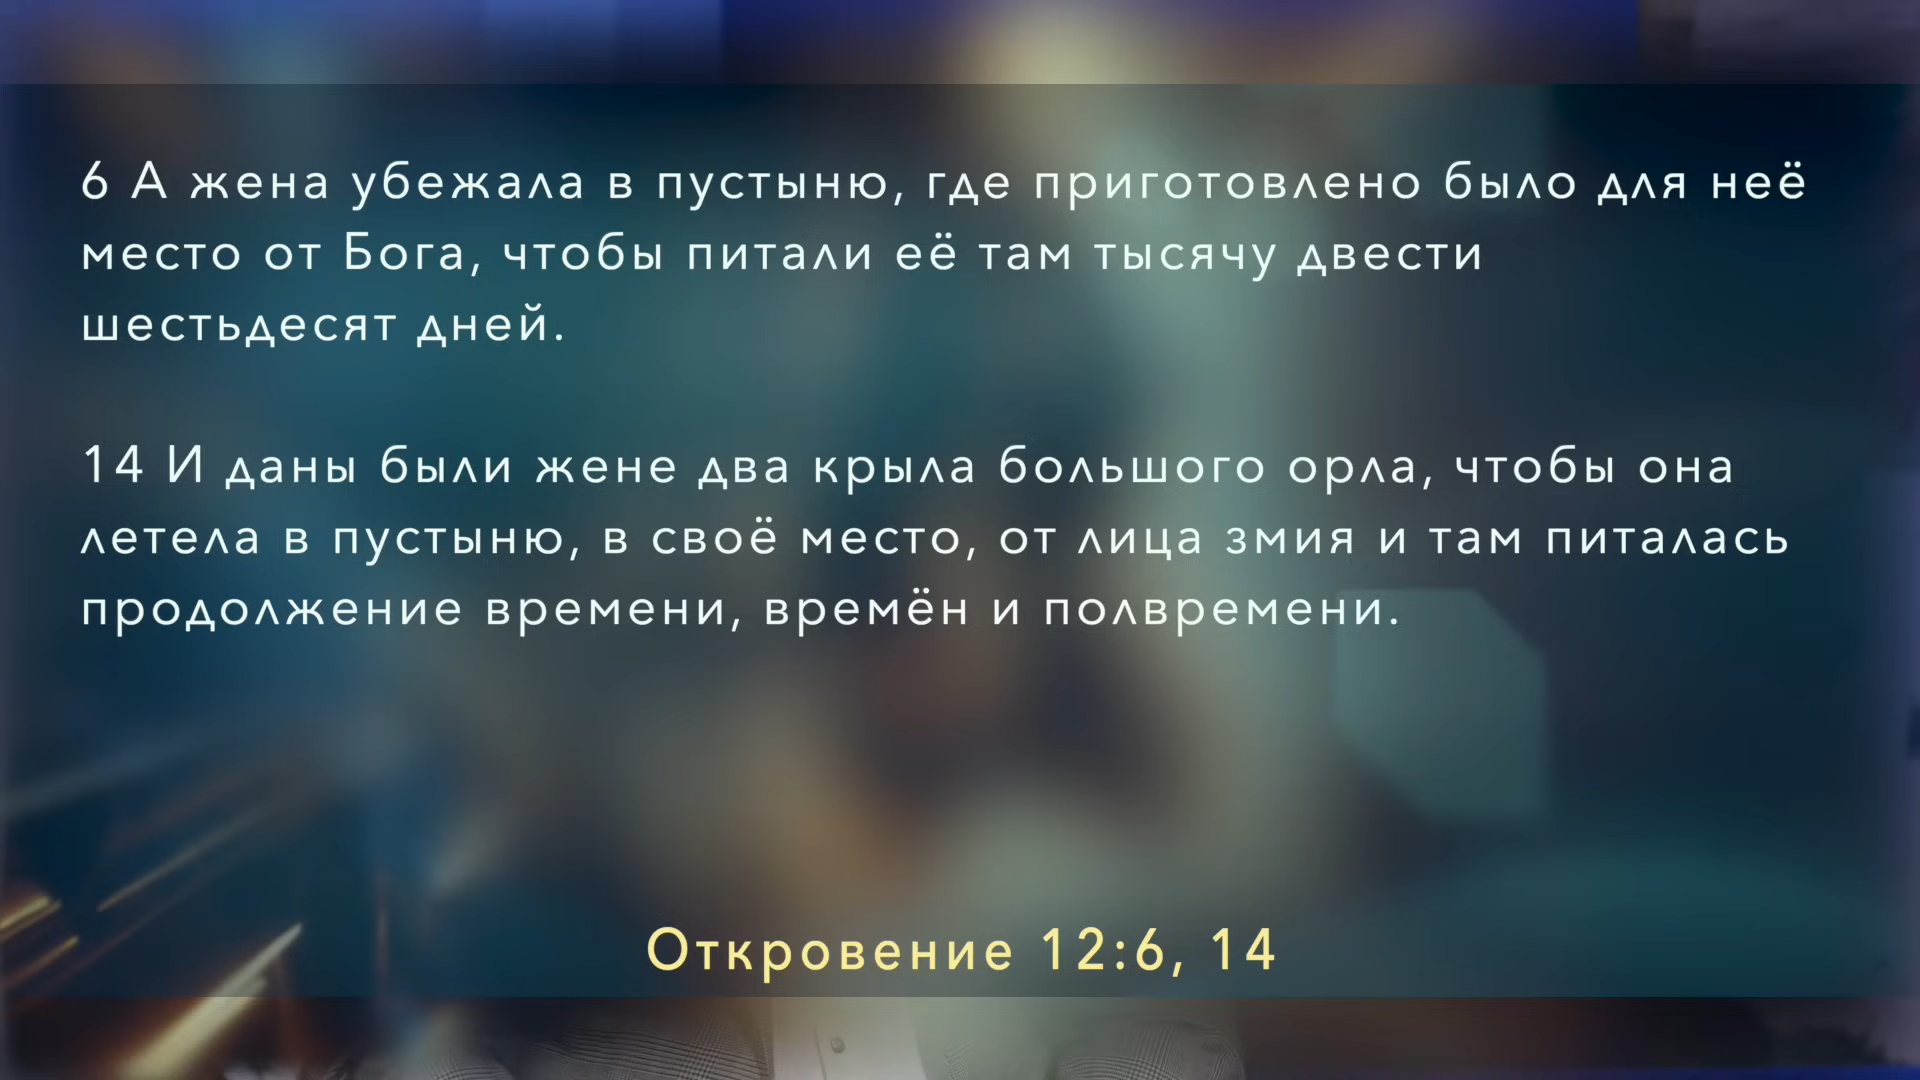 6 А жена убежала в пустыню, где приготовлено было для неё
место от Бога, чтобы питали её там тысячу двести
шестьдесят дней.
14 И даны были жене два крыла большого орла, чтобы она
летела в пустыню, в своё место, от лица змия и там питалась
продолжение времени, времён и полвремени.
Откровение 12:6, 14